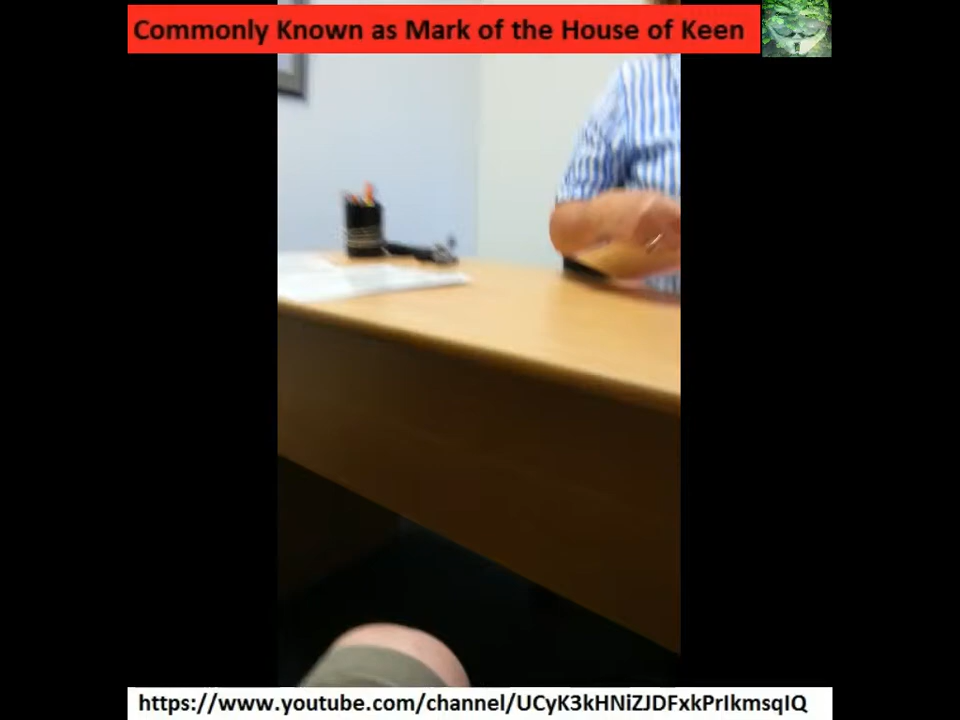 Commonly Known as Mark of the House of Keen
https://www.youtube.com/channel/UCyK3kHNiZJDFxkPrIkmsqIQ